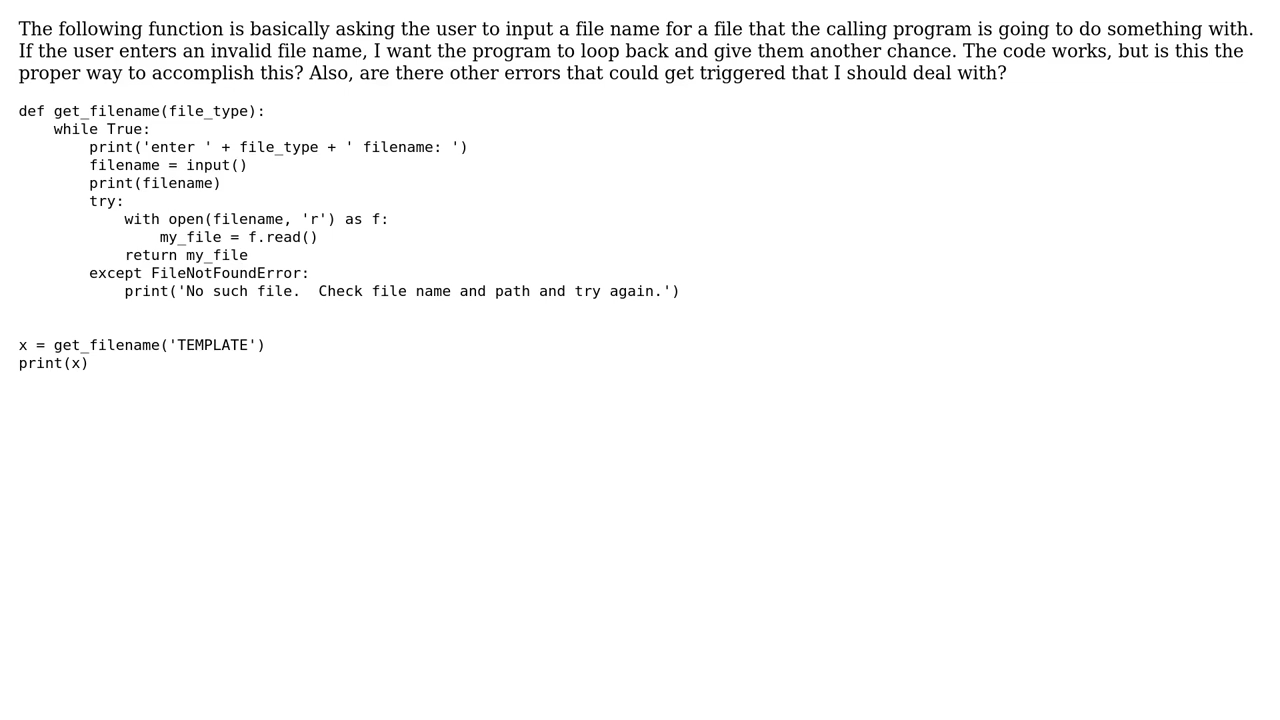 The following function is basically asking the user to input a file name for a file that the calling program is going to do something with.
If the user enters an invalid file name, I want the program to loop back and give them another chance. The code works, but is this the
proper way to accomplish this? Also, are there other errors that could get triggered that I should deal with?
def get_filename(file_type):
    while True:
        print('enter ' + file_type + ' filename: ')
        filename = input()
        print(filename)
        try:
            with open(filename, 'r') as f:
                my_file = f.read()
            return my_file
        except FileNotFoundError:
            print('No such file.  Check file name and path and try again.')
x = get_filename('TEMPLATE')
print(x)